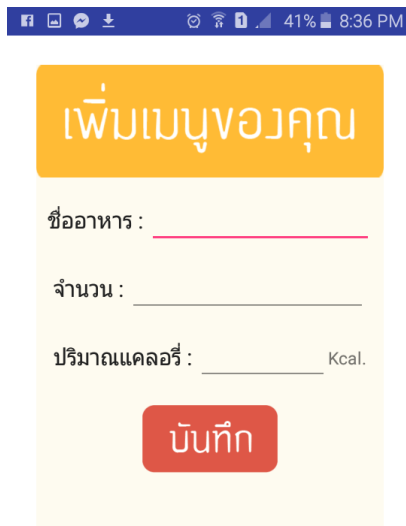 41% 8:36 PM
เพิ่มเมนูของคุณ
ชื่ออาหาร :
จำนวน :
ปริมาณแคลอรี่ : Kcal.
บันทึก